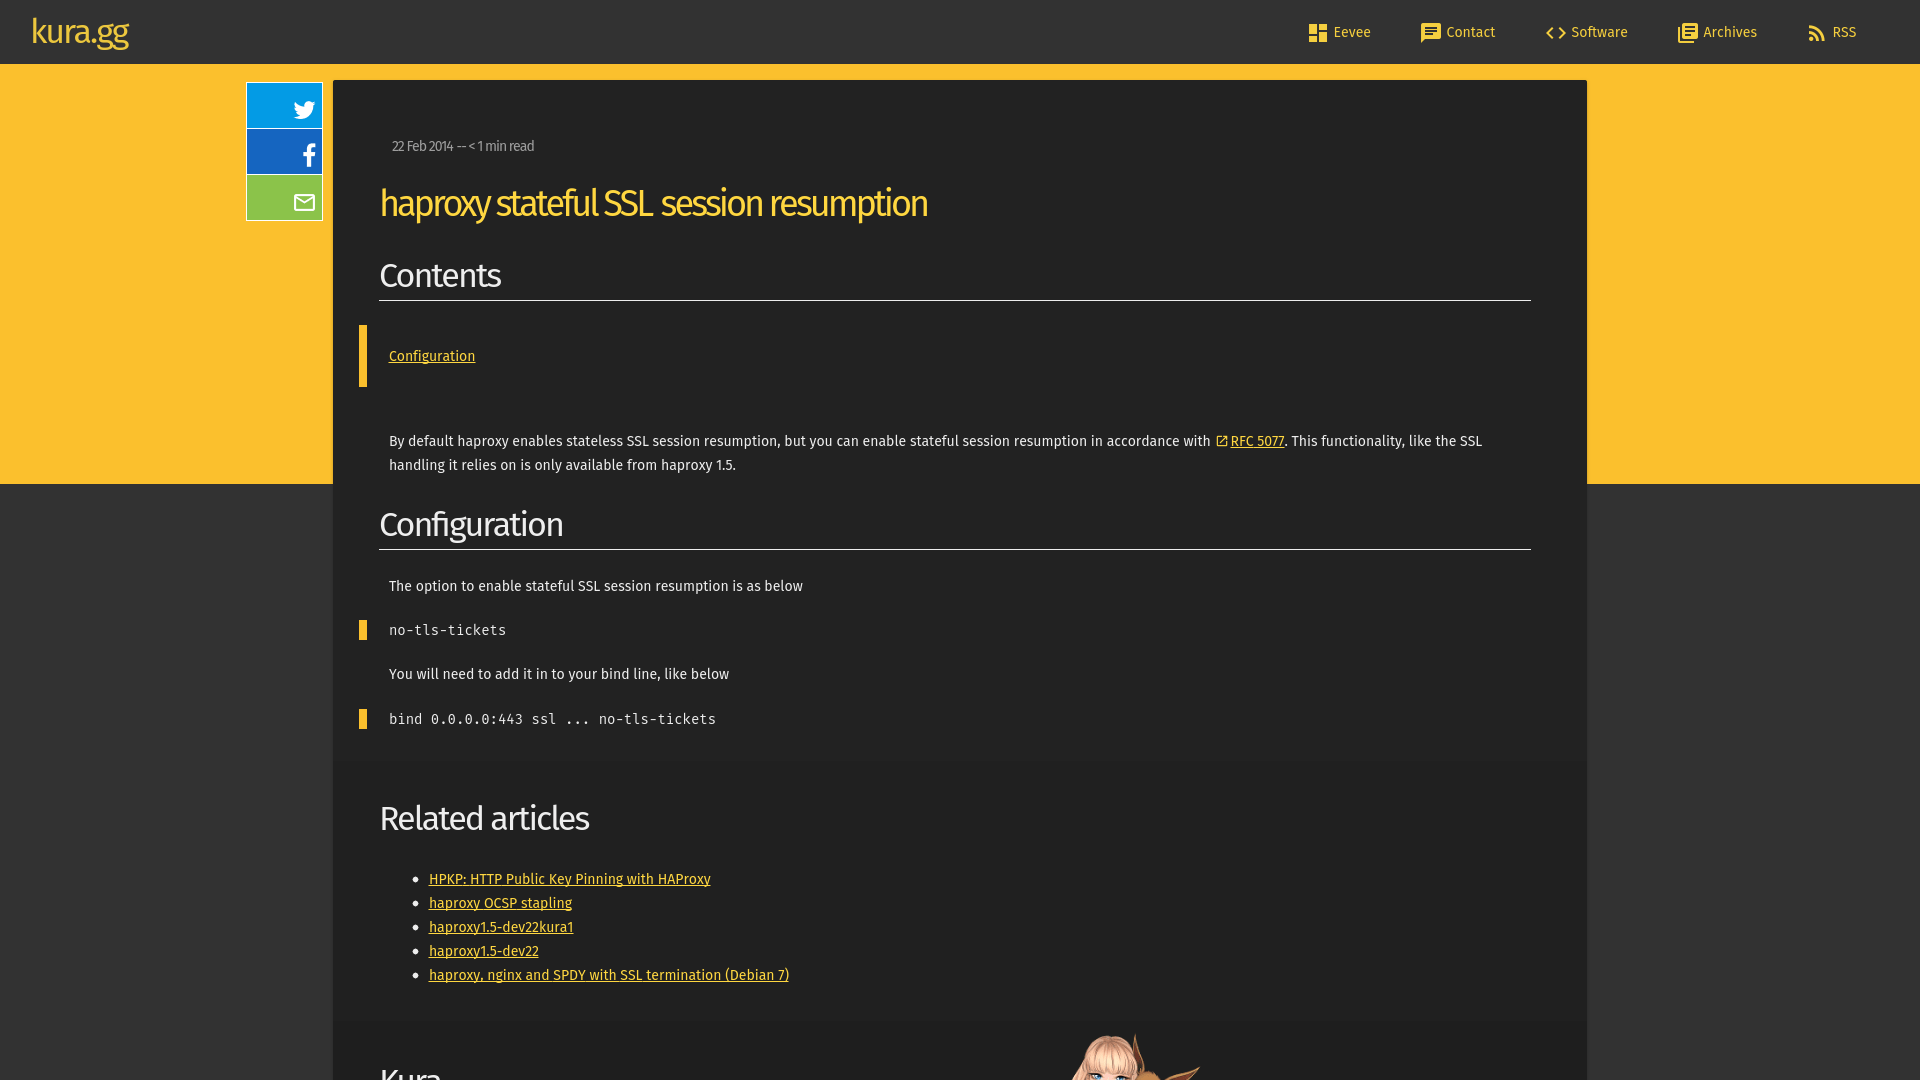 kura.gg
Eevee
Contact
Software
Archives
RSS
22 Feb 2014 -- < 1 min read
haproxy stateful SSL session resumption
Contents
Configuration
By default haproxy enables stateless SSL session resumption, but you can enable stateful session resumption in accordance with RFC 5077. This functionality, like the SSL
handling it relies on is only available from haproxy 1.5.
Configuration
The option to enable stateful SSL session resumption is as below
no-tls-tickets
You will need to add it in to your bind line, like below
bind 0.0.0.0:443 ssl ... no-tls-tickets
Related articles
HPKP: HTTP Public Key Pinning with HAProxy
haproxy OCSP stapling
haproxy1.5-dev22kura1
haproxy1.5-dev22
haproxy, nginx and SPDY with SSL termination (Debian 7)
Kura